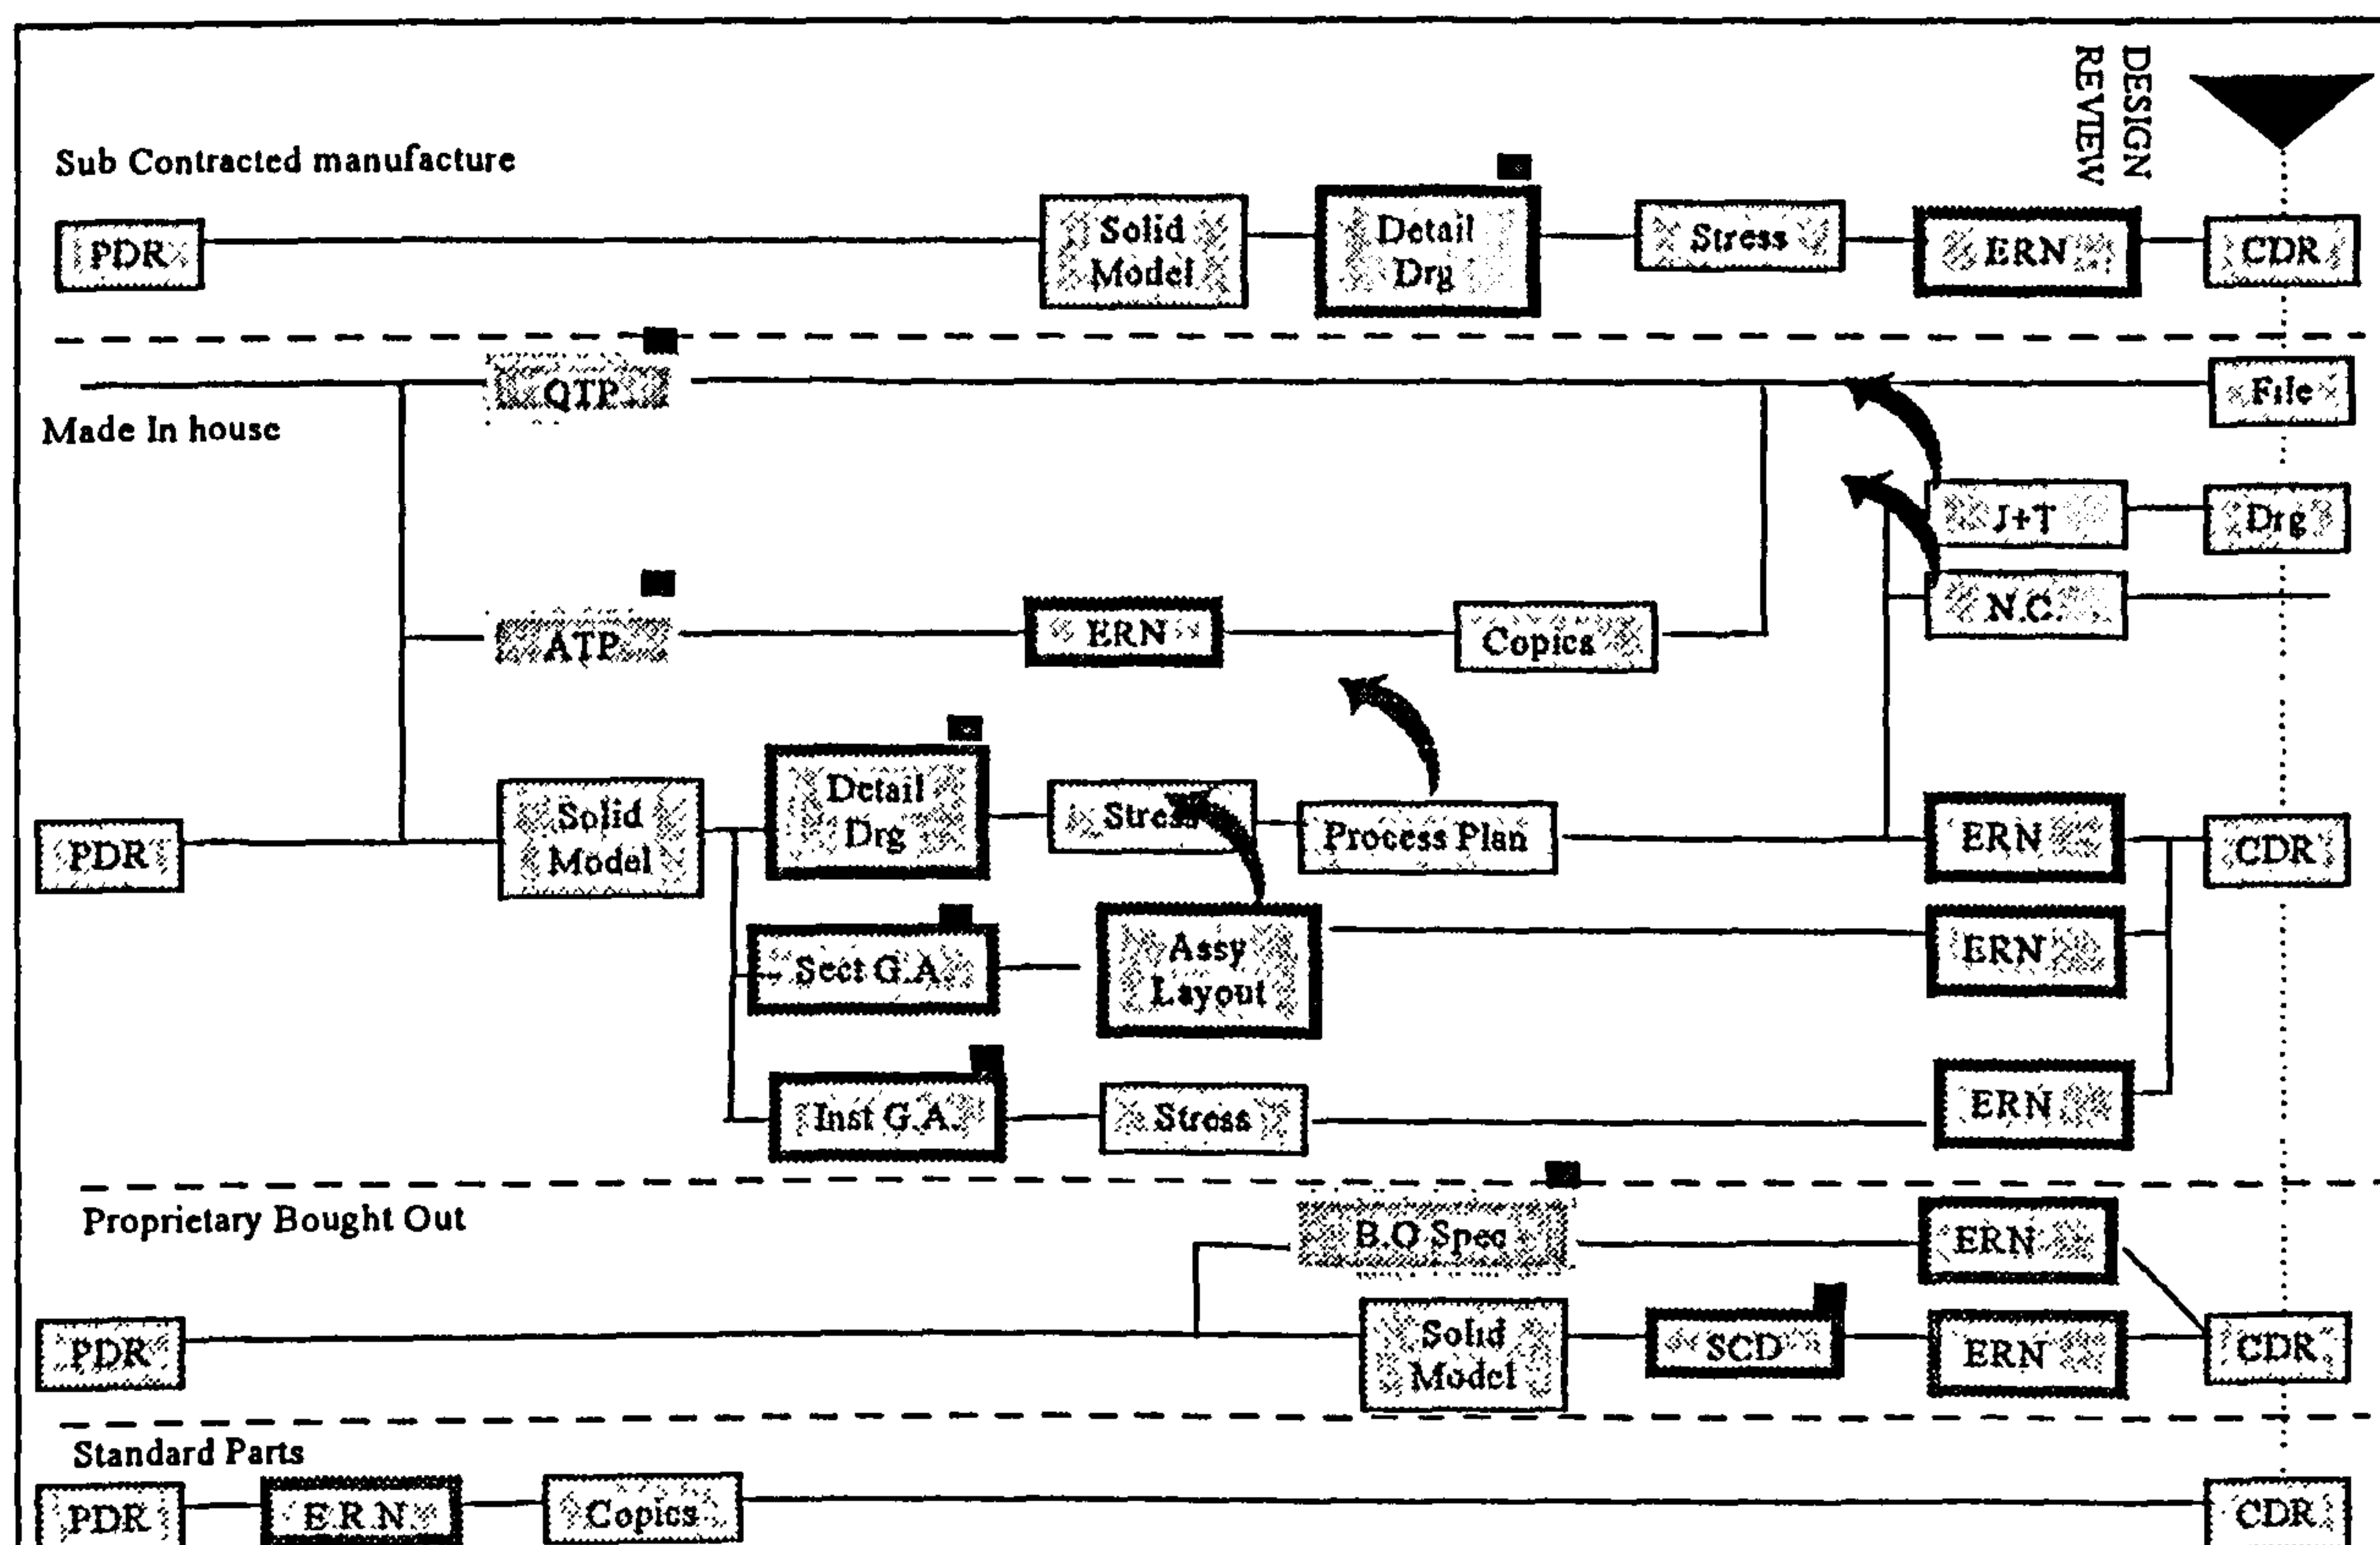 DESIGN
REVIEW
Sub Contracted manufacture
PDR
Solid
Model
Detail
Drg
Stress
ERN
CDR
QTP
File
Made In house
J+T
Drg
N.C.
ATP
ERN
Copics
PDR
Solid
Model
Detail
Drg
Stress
Process Plan
ERN
CDR
Sect G.A.
Assy
Layout
ERN
Inst G.A.
Stress
ERN
Proprietary Bought Out
B.O Spec
ERN
PDR
Solid
Model
SCD
ERN
CDR
Standard Parts
PDR
E.R.N
Copics
CDR